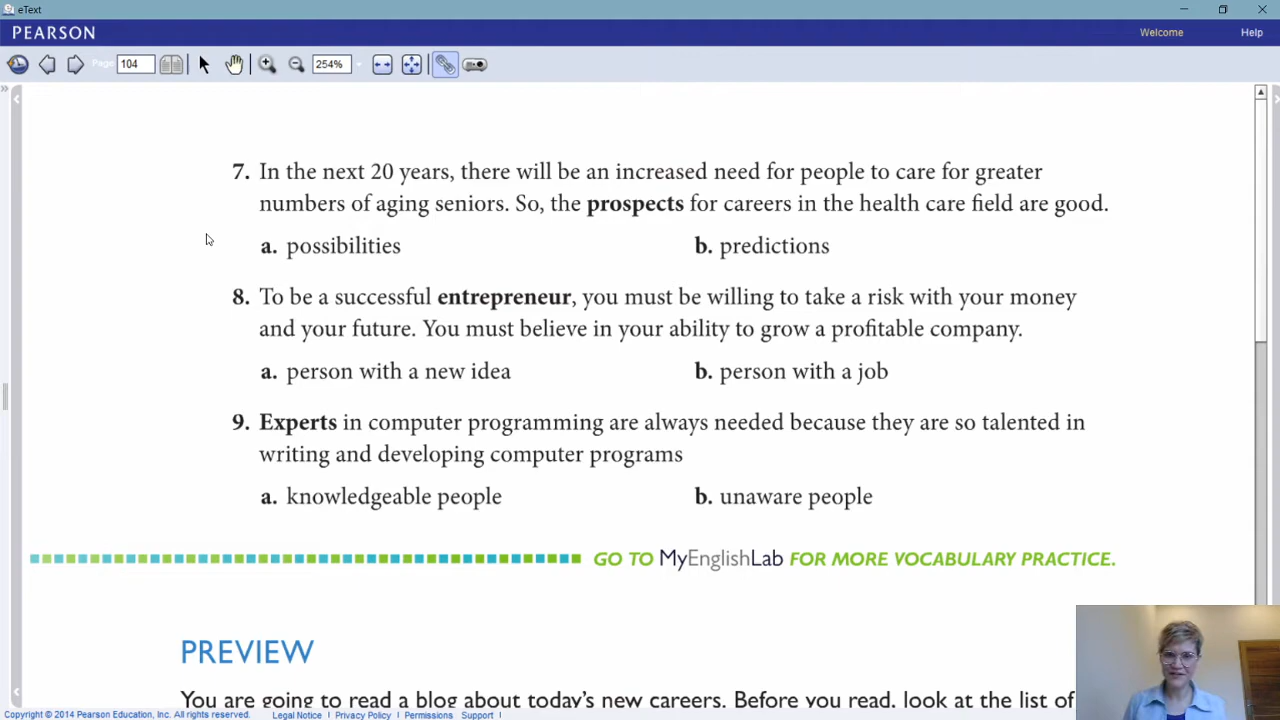 eText
PEARSON
Welcome
Help
Page
104
254%
7. In the next 20 years, there will be an increased need for people to care for greater
numbers of aging seniors. So, the prospects for careers in the health care field are good.
a. possibilities b. predictions
8. To be a successful entrepreneur, you must be willing to take a risk with your money
and your future. You must believe in your ability to grow a profitable company.
a. person with a new idea b. person with a job
9. Experts in computer programming are always needed because they are so talented in
writing and developing computer programs
a. knowledgeable people b. unaware people
GO TO MyEnglishLab FOR MORE VOCABULARY PRACTICE.
PREVIEW
You are going to read a blog about today's new careers. Before you read, look at the list of
Copyright © 2014 Pearson Education, Inc. All rights reserved. Legal Notice | Privacy Policy | Permissions Support |